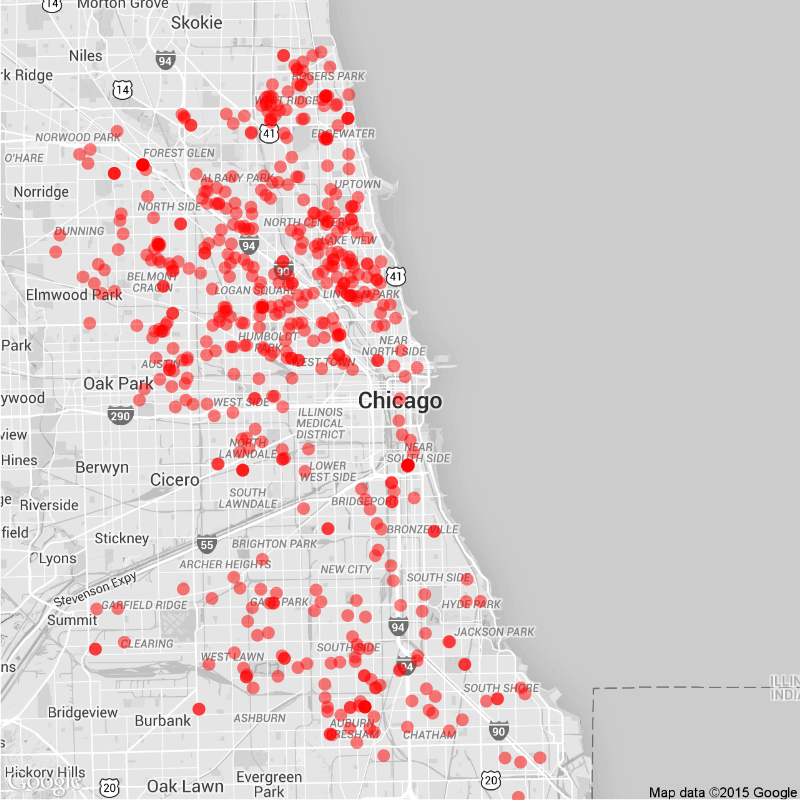 14
Morton Grove
Skokie
Niles
94
rk Ridge
ROGERS PARK
14
WEST RIDGE
41
EDGEWATER
NORWOOD PARK
FOREST GLEN
O'HARE
ALBANY PARK
UPTOWN
Norridge
NORTH SIDE
NORTH CENTER
DUNNING
94
LAKE VIEW
90
41
BELMONT
CRAGIN
LOGAN SQUARE
LINCOLN PARK
Elmwood Park
HUMBOLDT
PARK
NEAR
NORTH SIDE
Park
AUSTIN
WEST TOWN
Oak Park
ywood
WEST SIDE
Chicago
290
ILLINOIS
MEDICAL
DISTRICT
view
NORTH
LAWNDALE
NEAR
SOUTH SIDE
Hines
Berwyn
LOWER
WEST SIDE
Cicero
ge
Riverside
SOUTH
LAWNDALE
BRIDGEPORT
field
Stickney
BRONZEVILLE
55
BRIGHTON PARK
Lyons
ARCHER HEIGHTS
NEW CITY
SOUTH SIDE
Stevenson Expy
GARFIELD RIDGE
GAGE PARK
HYDE PARK
Summit
94
JACKSON PARK
CLEARING
SOUTH SIDE
WEST LAWN
94
ns
SOUTH SHORE
ILLIN
INDIA
Bridgeview
Burbank
ASHBURN
AUBURN
GRESHAM
CHATHAM
90
s
Hickory Hills
Google
20
Oak Lawn
Evergreen
Park
20
Map data ©2015 Google